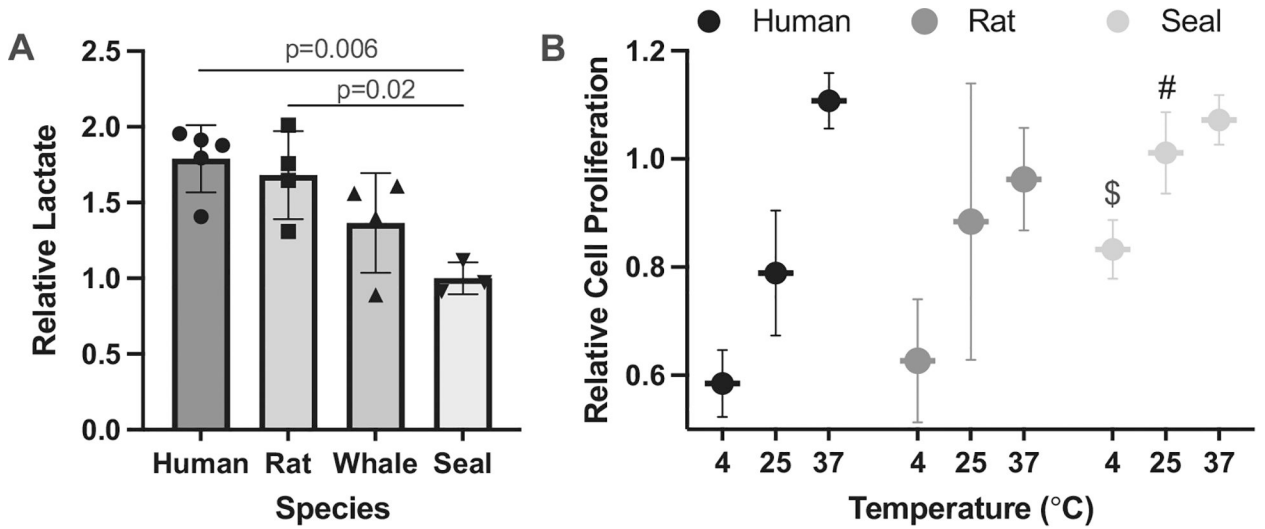 A
p=0.006
p=0.02
2.5
2.0
1.5
1.0
0.5
0.0
Relative Lactate
Human Rat Whale Seal
Species
B
Human Rat Seal
1.2
1.0
0.8
0.6
Relative Cell Proliferation
$
#
4 25 37 4 25 37 4 25 37
Temperature (°C)